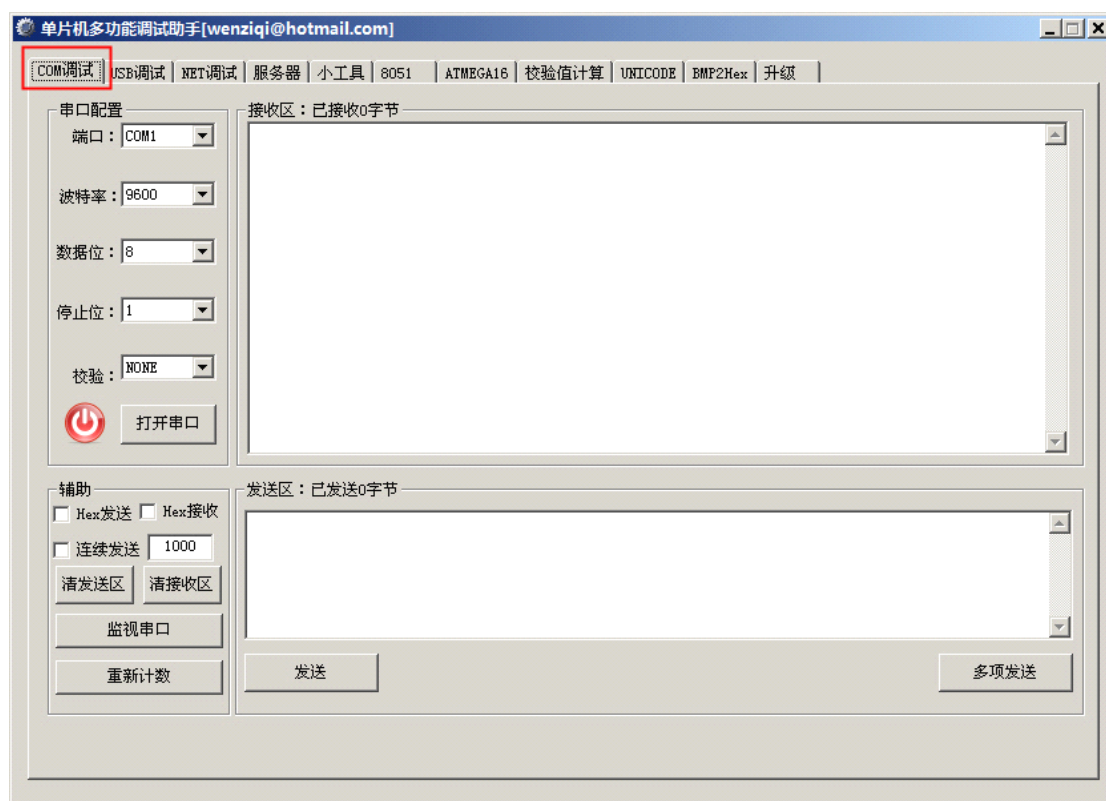 单片机多功能调试助手[wenziqi@hotmail.com]
COM调试 USB调试 NET调试 服务器 小工具 8051 ATMEGA16 校验值计算 UNICODE BMP2Hex 升级
串口配置
端口：COM1
波特率：9600
数据位：8
停止位：1
校验：NONE
打开串口
接收区：已接收0字节
辅助
Hex发送 Hex接收
连续发送 1000
清发送区 清接收区
监视串口
重新计数
发送区：已发送0字节
发送 多项发送